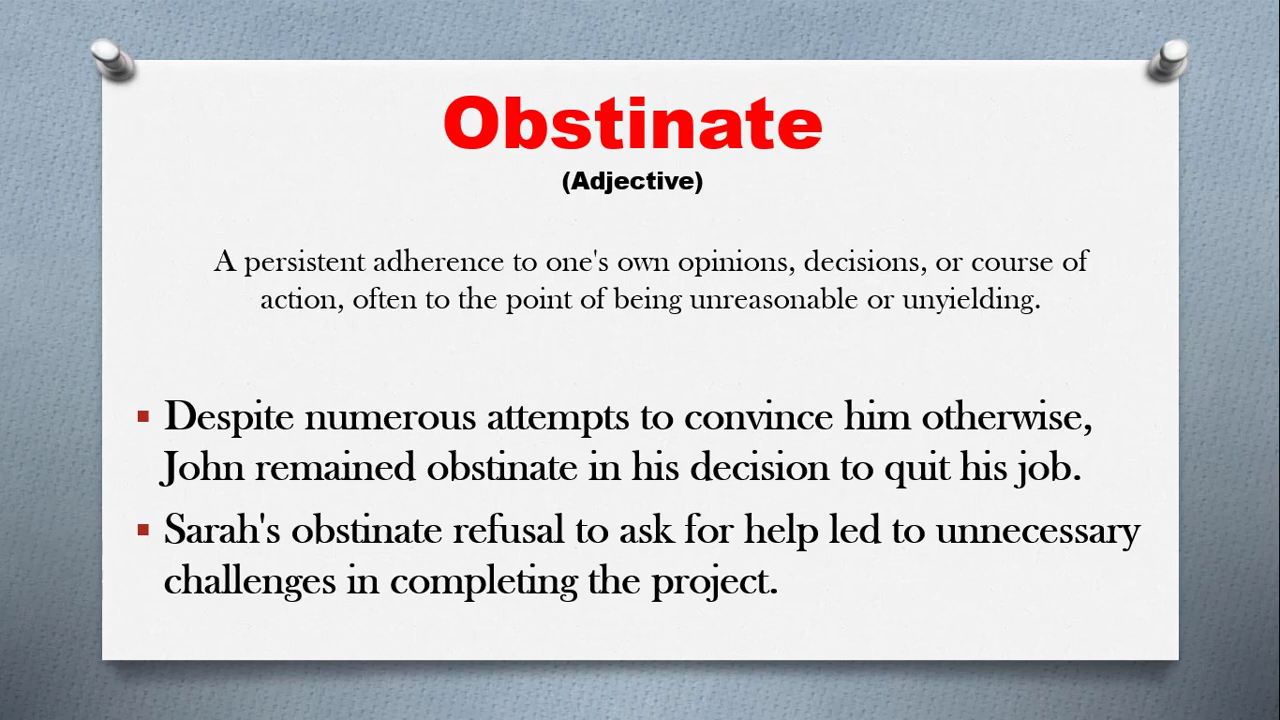 Obstinate
(Adjective)
A persistent adherence to one's own opinions, decisions, or course of
action, often to the point of being unreasonable or unyielding.
▪ Despite numerous attempts to convince him otherwise,
John remained obstinate in his decision to quit his job.
▪ Sarah's obstinate refusal to ask for help led to unnecessary
challenges in completing the project.